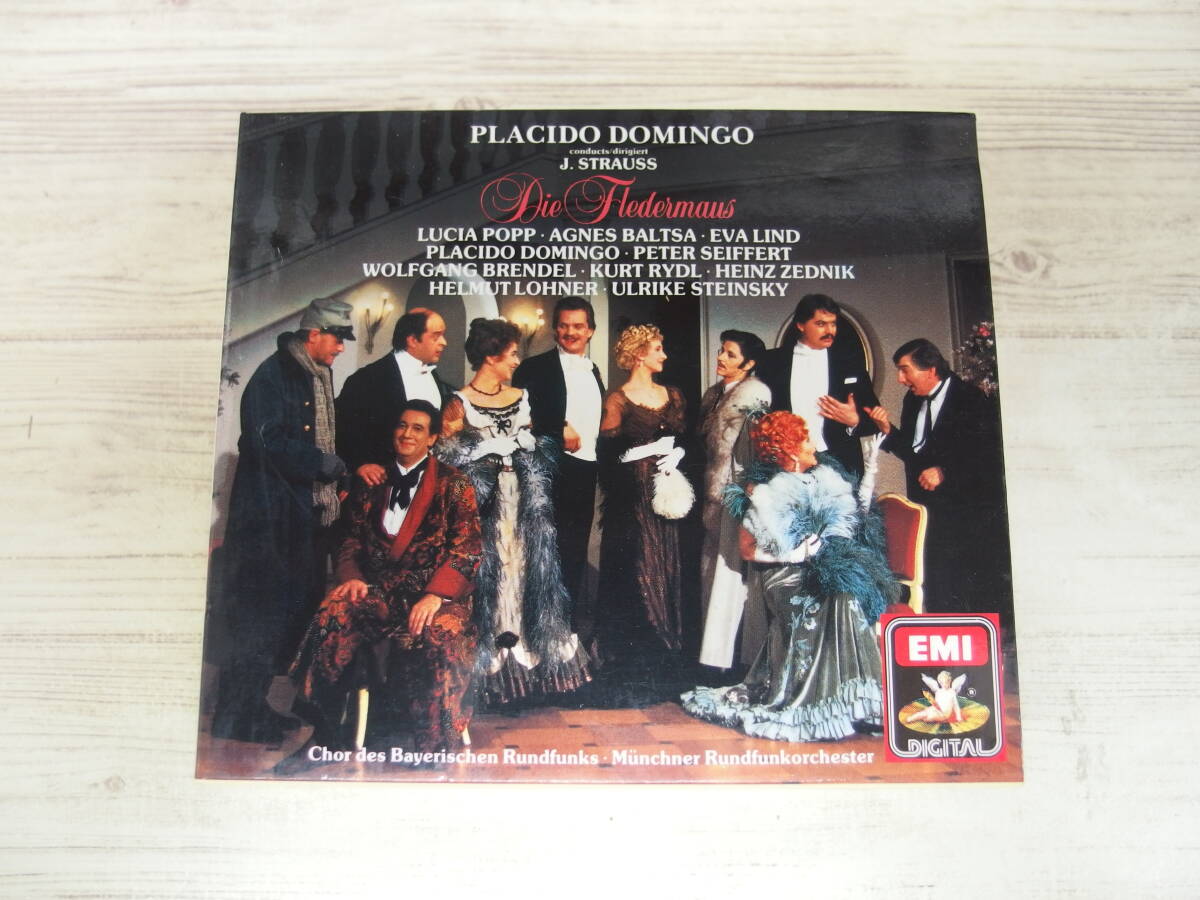 PLACIDO DOMINGO
conducts/dirigiert
J. STRAUSS
Die Fledermaus
LUCIA POPP · AGNES BALTSA · EVA LIND
PLACIDO DOMINGO · PETER SEIFFERT
WOLFGANG BRENDEL · KURT RYDL · HEINZ ZEDNIK
HELMUT LOHNER · ULRIKE STEINSKY
EMI
®
DIGITAL
Chor des Bayerischen Rundfunks · Münchner Rundfunkorchester